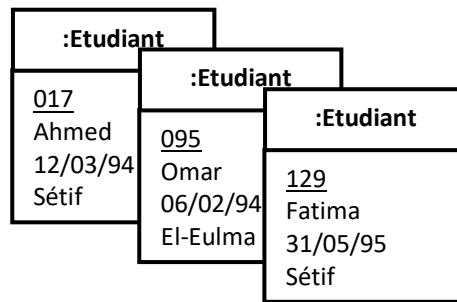 :Etudiant
017
Ahmed
12/03/94
Sétif
:Etudiant
095
Omar
06/02/94
El-Eulma
:Etudiant
129
Fatima
31/05/95
Sétif